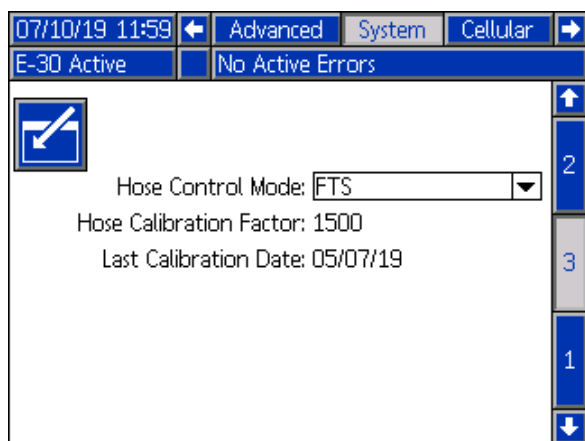 07/10/19 11:59 Advanced System Cellular
E-30 Active No Active Errors
2
Hose Control Mode: FTS
Hose Calibration Factor: 1500
Last Calibration Date: 05/07/19
3
1